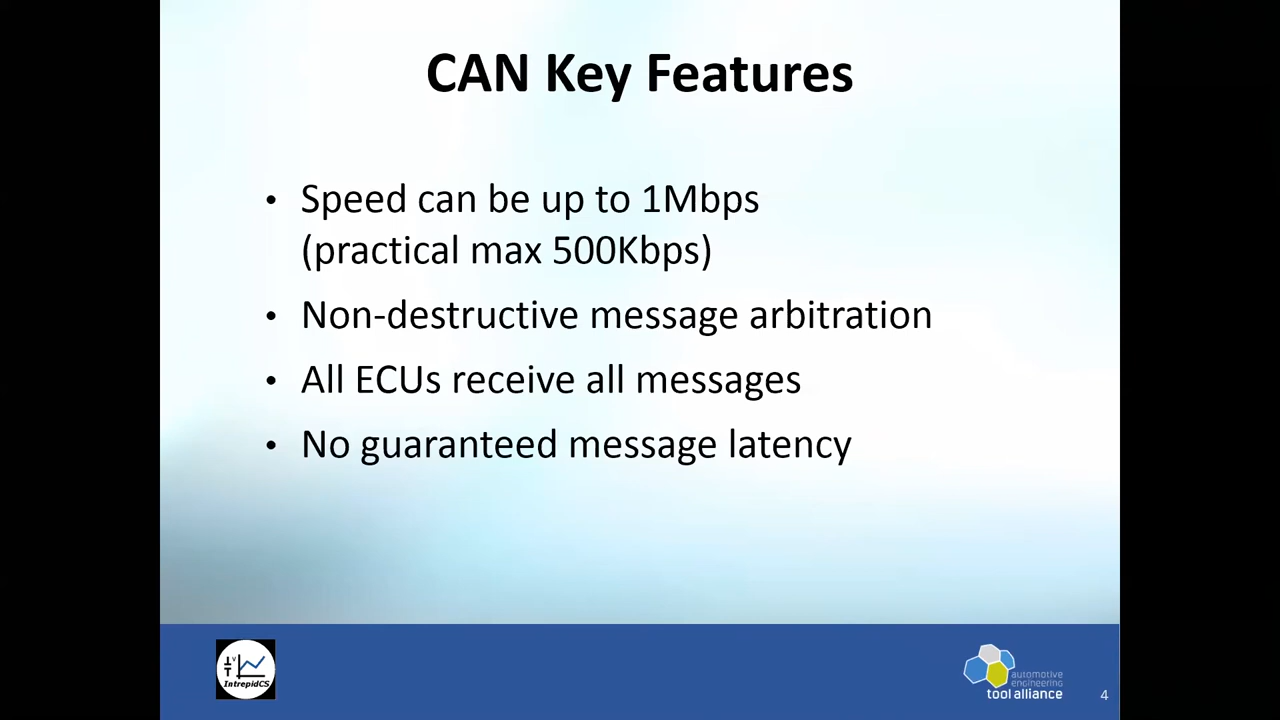 CAN Key Features
• Speed can be up to 1Mbps
(practical max 500Kbps)
• Non-destructive message arbitration
• All ECUs receive all messages
• No guaranteed message latency
IntrepidCS
automotive
engineering
tool alliance
4